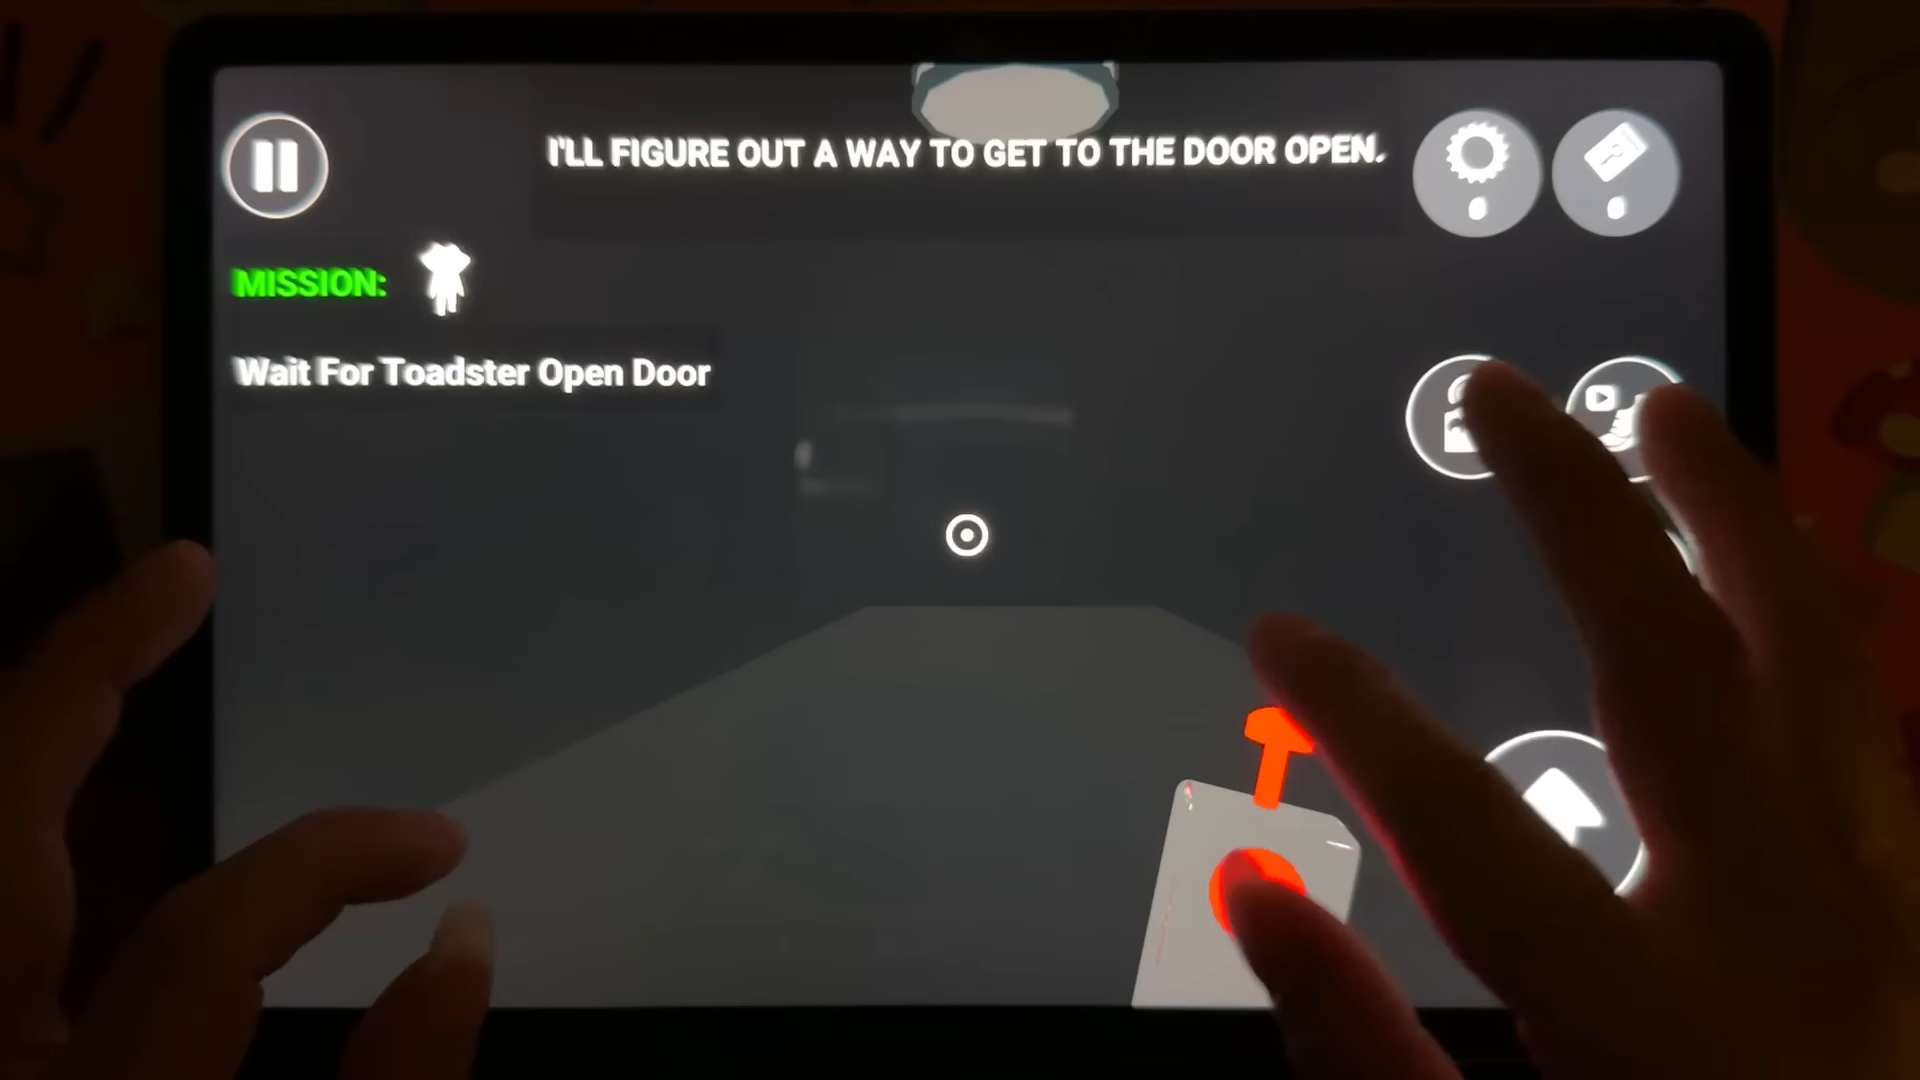 I'LL FIGURE OUT A WAY TO GET TO THE DOOR OPEN.
MISSION:
Wait For Toadster Open Door